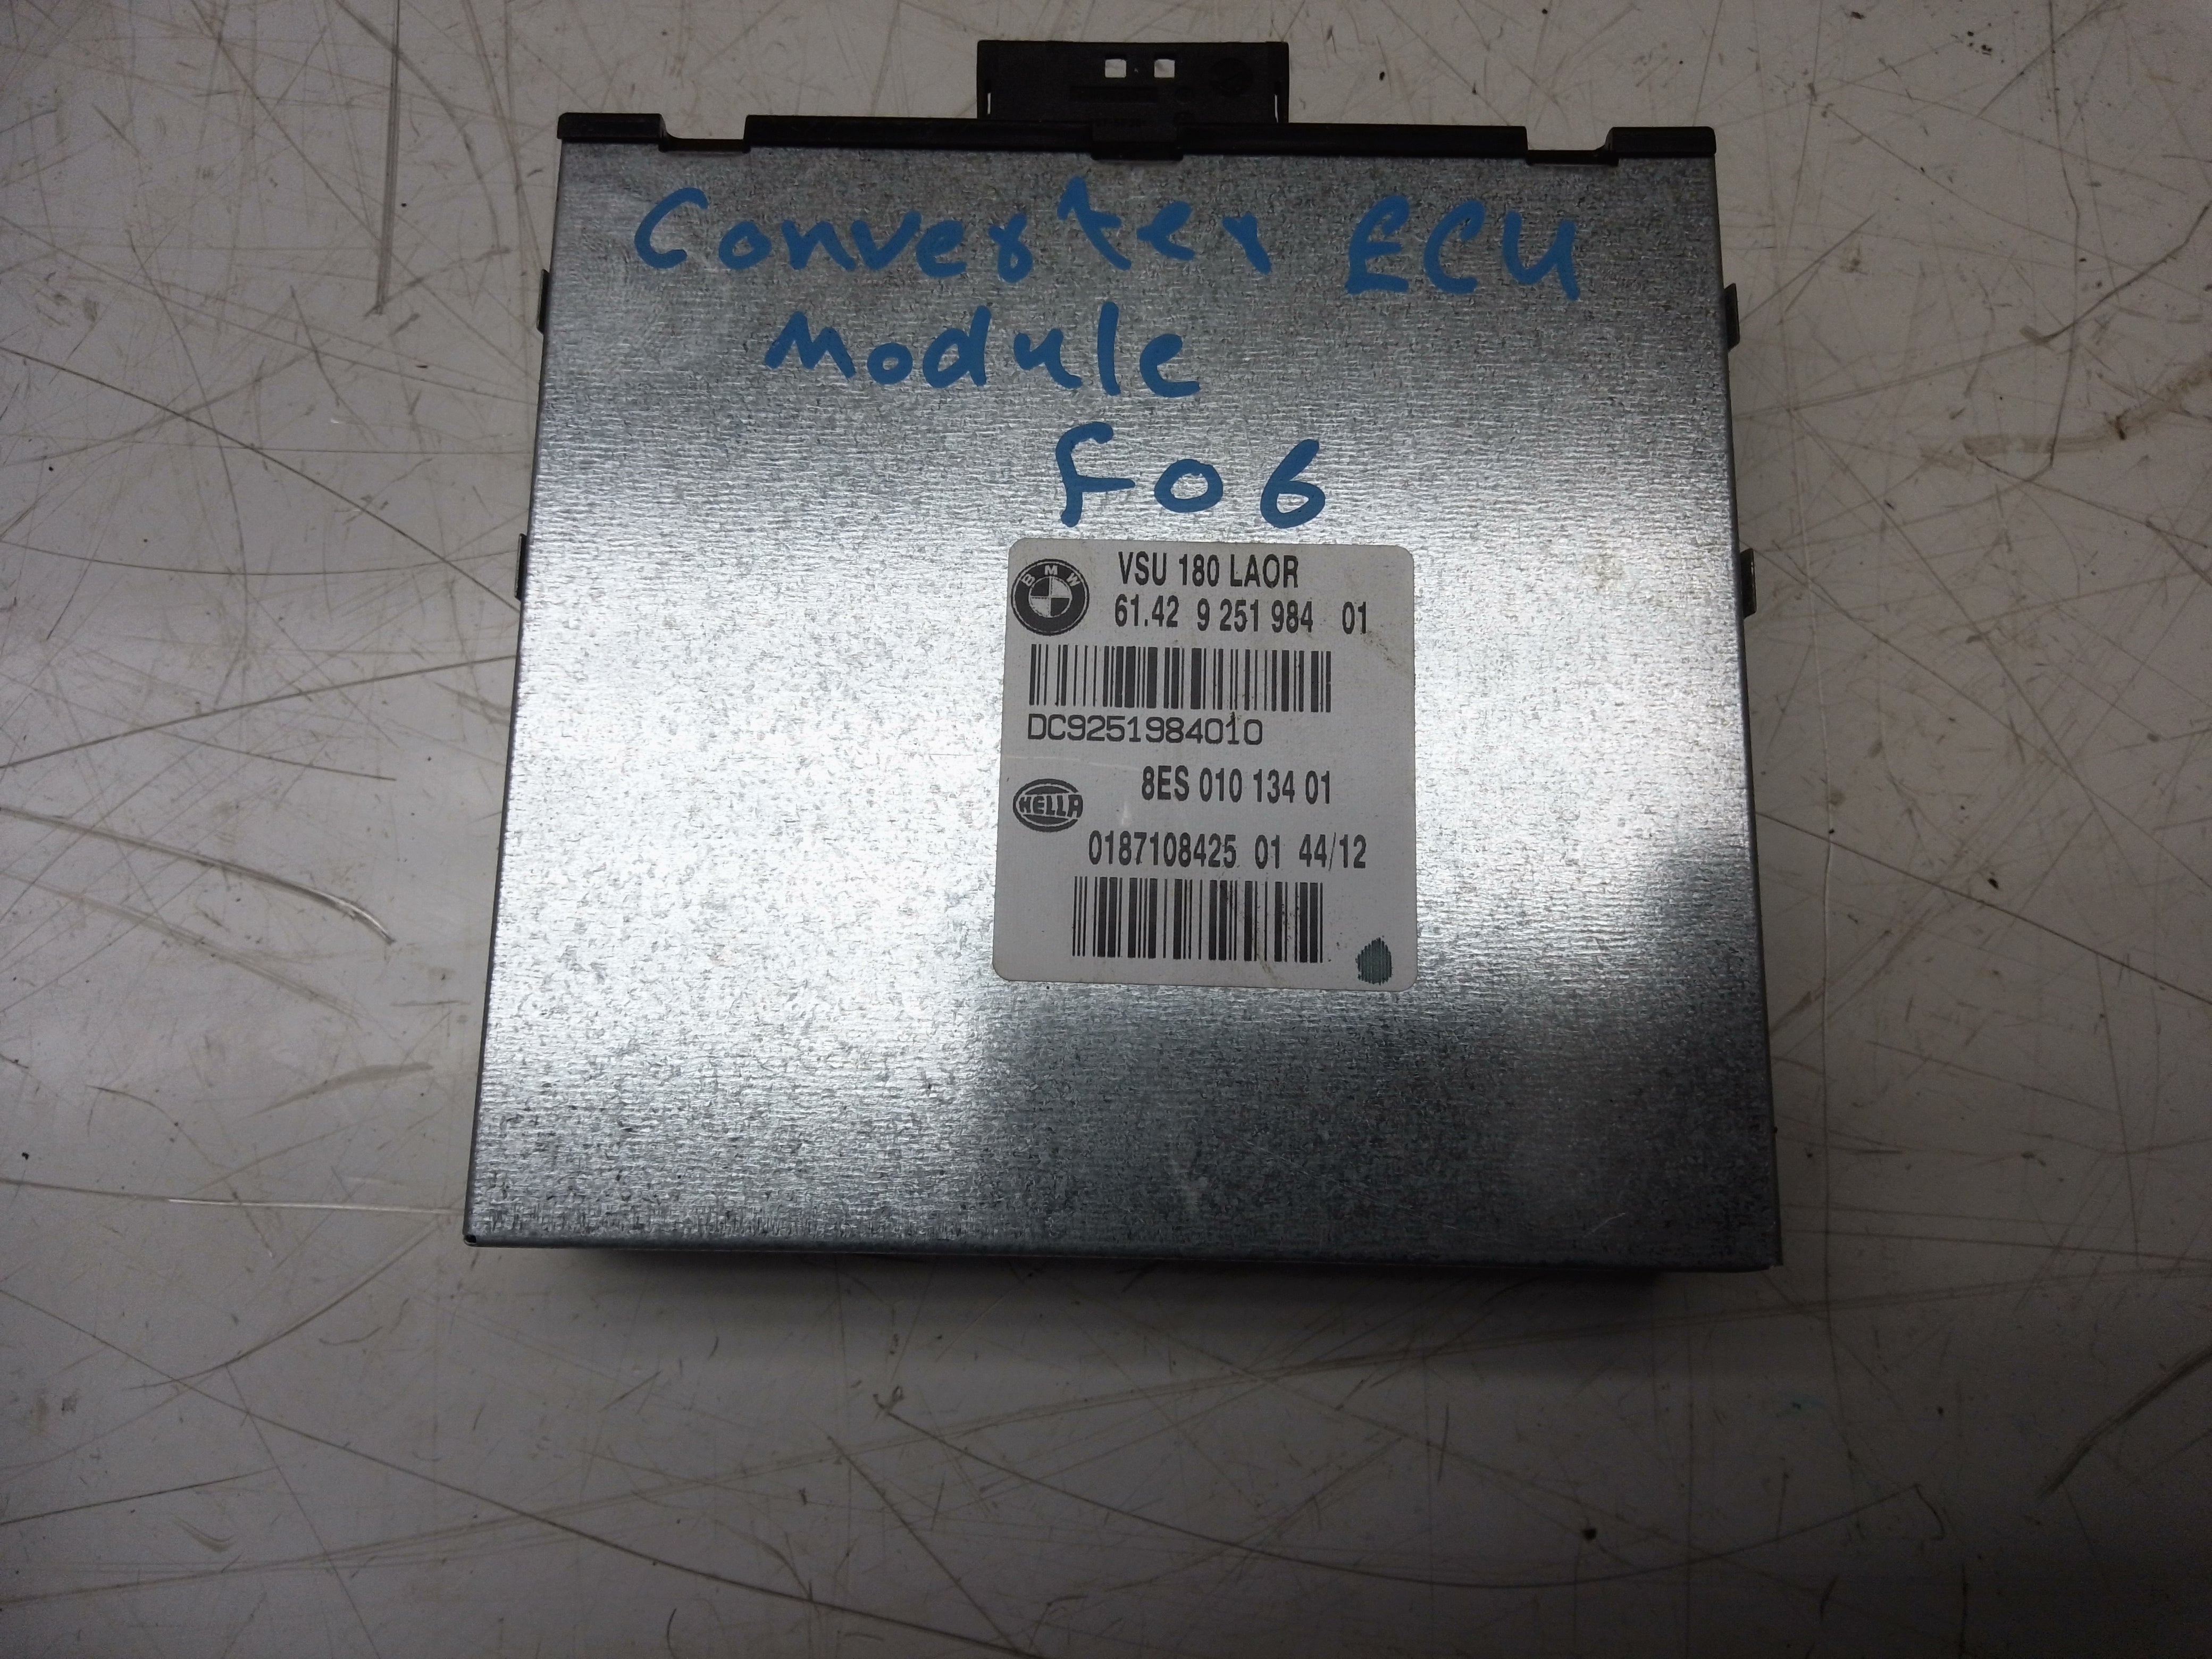 Converter ECU
Module
F06
BMW
VSU 180 LAOR
61.42 9 251 984 01
DC9251984010
8ES 010 134 01
HELLA
0187108425 01 44/12